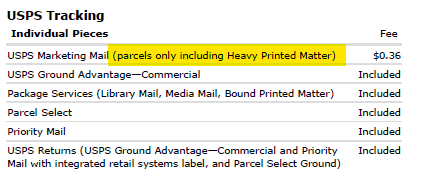 USPS Tracking
Individual Pieces Fee
USPS Marketing Mail (parcels only including Heavy Printed Matter) $0.36
USPS Ground Advantage—Commercial Included
Package Services (Library Mail, Media Mail, Bound Printed Matter) Included
Parcel Select Included
Priority Mail Included
USPS Returns (USPS Ground Advantage—Commercial and Priority Included
Mail with integrated retail systems label, and Parcel Select Ground)